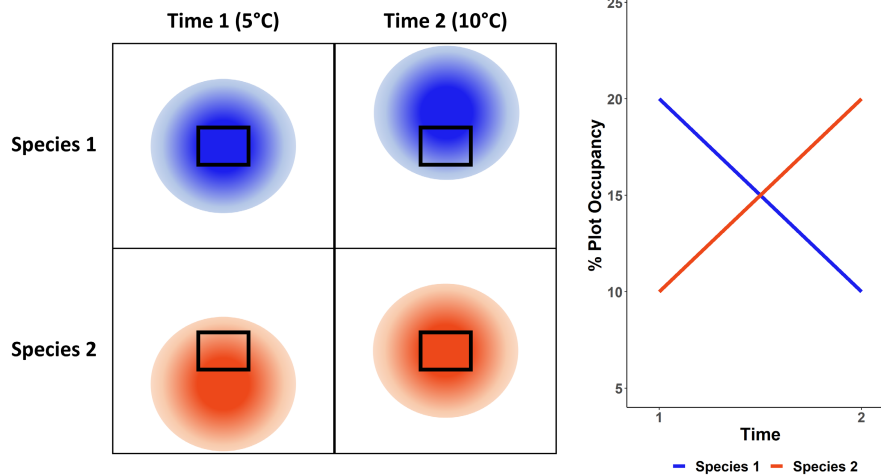 Time 1 (5°C) Time 2 (10°C)
Species 1
Species 2
25
20
15
10
5
% Plot Occupancy
1 2
Time
Species 1 Species 2